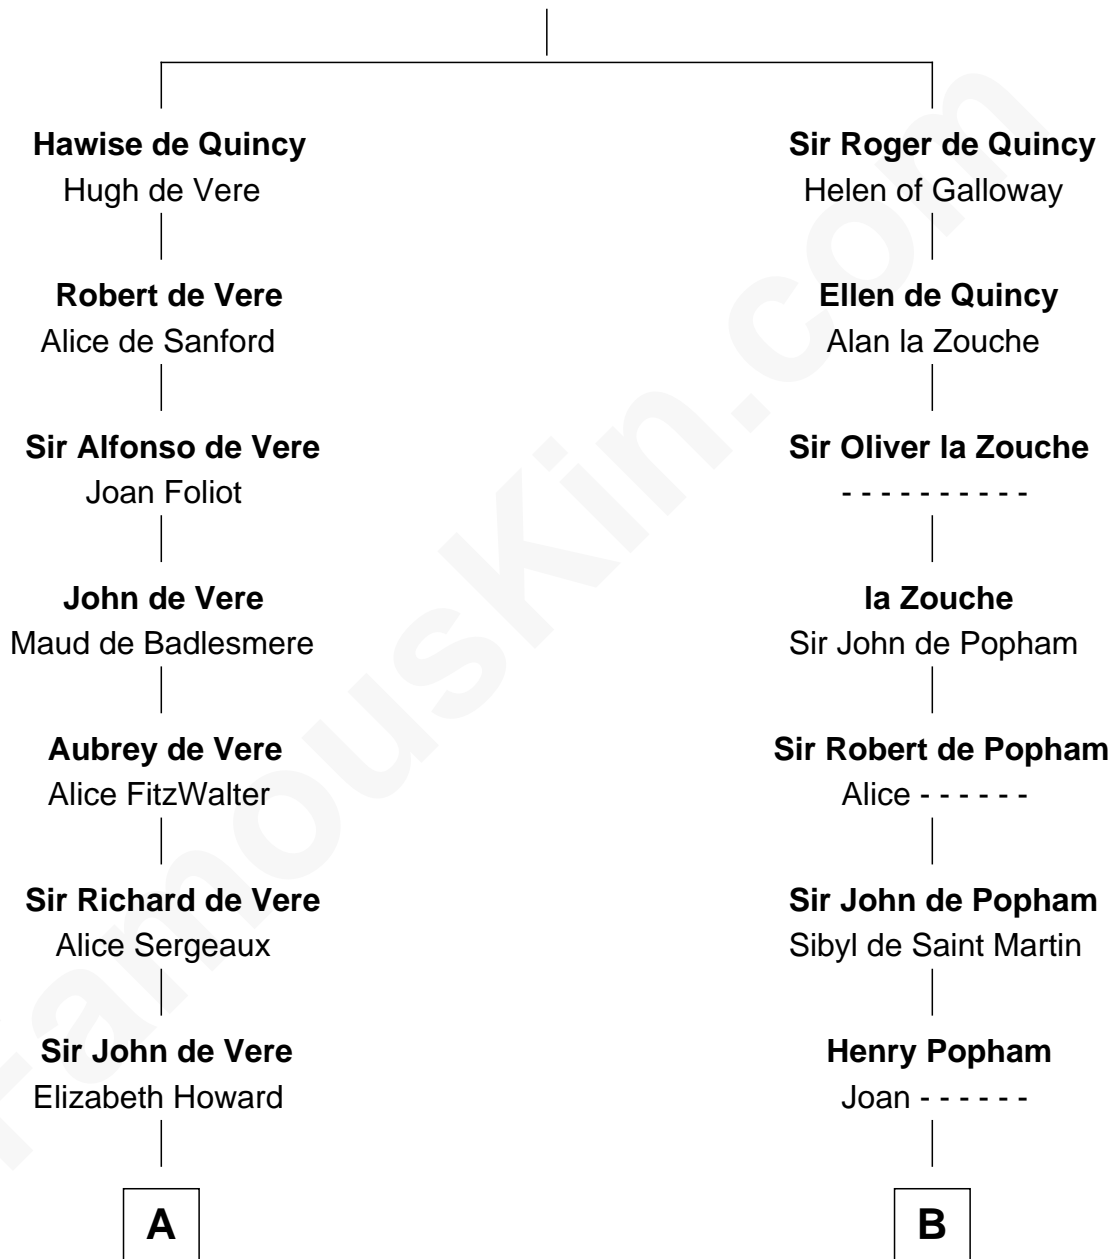 Hawise de Quincy
Hugh de Vere
Sir Roger de Quincy
Helen of Galloway
Robert de Vere
Alice de Sanford
Ellen de Quincy
Alan la Zouche
Sir Alfonso de Vere
Joan Foliot
Sir Oliver la Zouche
- - - - - - - - - -
John de Vere
Maud de Badlesmere
la Zouche
Sir John de Popham
Aubrey de Vere
Alice FitzWalter
Sir Robert de Popham
Alice - - - - - -
Sir Richard de Vere
Alice Sergeaux
Sir John de Popham
Sibyl de Saint Martin
Sir John de Vere
Elizabeth Howard
Henry Popham
Joan - - - - - -
A
B
FamousKin.com